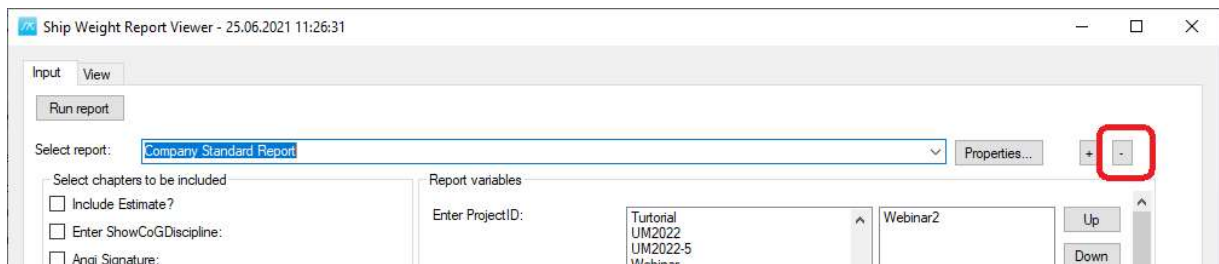 Ship Weight Report Viewer - 25.06.2021 11:26:31
Input View
Run report
Select report: Company Standard Report Properties... + -
Select chapters to be included Report variables
Include Estimate?
Enter ProjectID: Turtorial Webinar2 Up
UM2022
Enter ShowCoGDiscipline:
UM2022-5 Down
Angi Signature:
Webinar